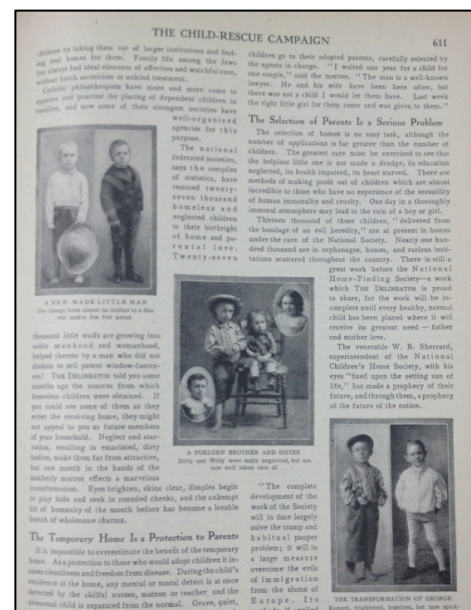 THE CHILD-RESCUE CAMPAIGN
611
children by taking them out of larger institutions and find-
ing real homes for them. Family life among the Jews
has always had ideal elements of affection and watchful care,
without harsh asceticism or unkind treatment.
Catholic philanthropists have more and more come to
approve and practise the placing of dependent children in
families, and now some of their strongest societies have
well-organized
agencies for this
purpose.
The national
federated societies,
says the compiler
of statistics, have
restored twenty-
seven thousand
homeless and
neglected children
to their birthright
of home and pa-
rental love.
Twenty-seven
A NEW-MADE LITTLE MAN
The change from almost no clothes to a fine
suit makes him feel proud
thousand little waifs are growing into
noble manhood and womanhood,
helped thereto by a man who did not
disdain to sell patent window-fasten-
ers! THE DELINEATOR told you some
months ago the sources from which
homeless children were obtained. If
you could see some of them as they
enter the receiving home, they might
not appeal to you as future members
of your household. Neglect and star-
vation, resulting in emaciated, dirty
bodies, make them far from attractive,
but one month in the hands of the
motherly matron effects a marvelous
transformation. Eyes brighten, skins clear, dimples begin
to play hide and seek in rounded cheeks, and the unkempt
bit of humanity of the month before has become a lovable
bunch of wholesome charms.
The Temporary Home Is a Protection to Parents
It is impossible to overestimate the benefit of the temporary
home. As a protection to those who would adopt children it in-
sures cleanliness and freedom from disease. During the child's
residence at the home, any mental or moral defect is at once
detected by the skilful nurses, matron or teacher, and the
abnormal child is separated from the normal. Grave, quiet,
children go to their adopted parents, carefully selected by
the agents in charge. "I waited one year for a child for
one couple," said the matron. "The man is a well-known
lawyer. He and his wife have been here often, but
there was not a child I would let them have. Last week
the right little girl for them came and was given to them."
The Selection of Parents Is a Serious Problem
The selection of homes is no easy task, although the
number of applications is far greater than the number of
children. The greatest care must be exercised to see that
the helpless little one is not made a drudge, its education
neglected, its health impaired, its heart starved. There are
methods of making profit out of children which are almost
incredible to those who have no experience of the versatility
of human immorality and cruelty. One day in a thoroughly
immoral atmosphere may lead to the ruin of a boy or girl.
Thirteen thousand of these children, "delivered from
the bondage of an evil heredity," are at present in homes
under the care of the National Society. Nearly one hun-
dred thousand are in orphanages, homes, and various insti-
tutions scattered throughout the country. There is still a
great work before the National
Home-Finding Society—a work
which THE DELINEATOR is proud
to share, for the work will be in-
complete until every healthy, normal
child has been placed where it will
receive its greatest need — father
and mother love.
The venerable W. B. Sherrard,
superintendent of the National
Children's Home Society, with his
eyes "fixed upon the setting sun of
life," has made a prophecy of their
future, and through them, a prophecy
of the future of the nation.
A FORLORN BROTHER AND SISTER
Dolly and Willy were sadly neglected, but are
now well taken care of
"The complete
development of the
work of the Society
will in time largely
solve the tramp and
habitual pauper
problem; it will in
a large measure
overcome the evils
of immigration
from the slums of
Europe. Its
THE TRANSFORMATION OF GEORGE
Ragged, frightened, homeless, but now